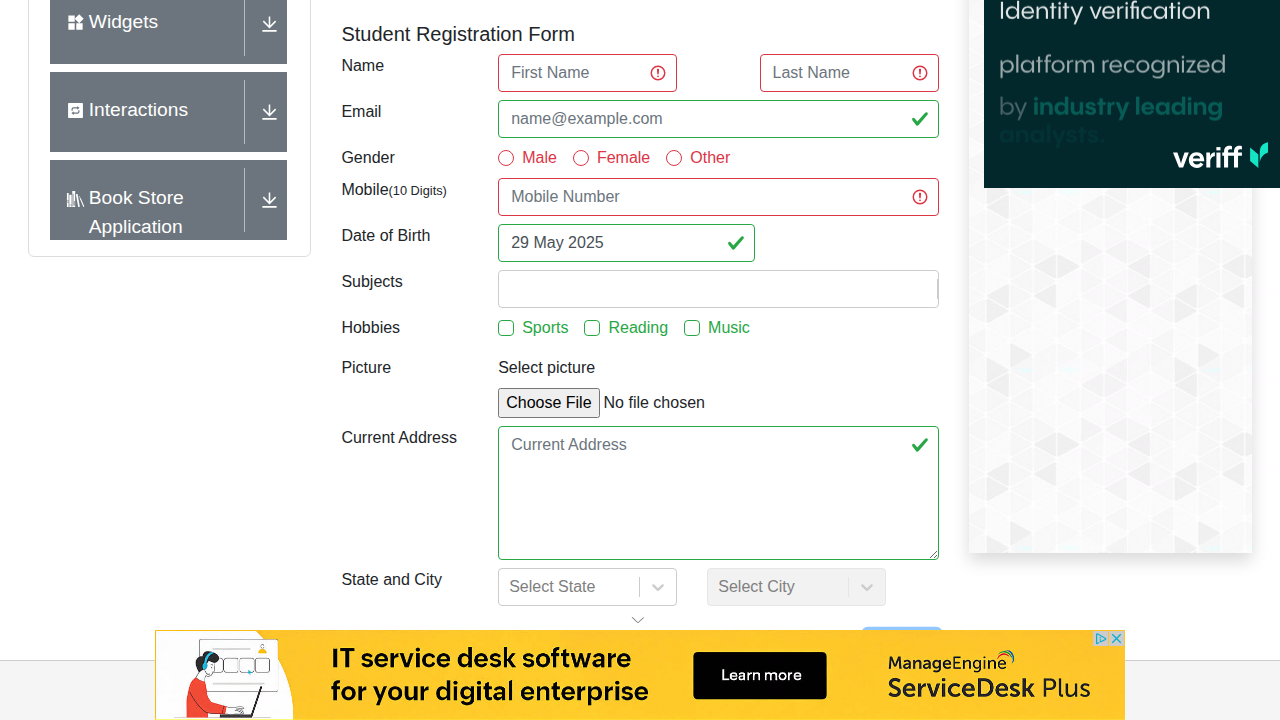 Widgets
Interactions
Book Store
Application
Student Registration Form
Name
First Name
Last Name
Email
name@example.com
Gender
Male
Female
Other
Mobile(10 Digits)
Mobile Number
Date of Birth
29 May 2025
Subjects
Hobbies
Sports
Reading
Music
Picture
Select picture
Choose File No file chosen
Current Address
Current Address
State and City
Select State
Select City
Identity verification
platform recognized
by industry leading
analysts.
veriff
IT service desk software
for your digital enterprise
Learn more
ManageEngine
ServiceDesk Plus